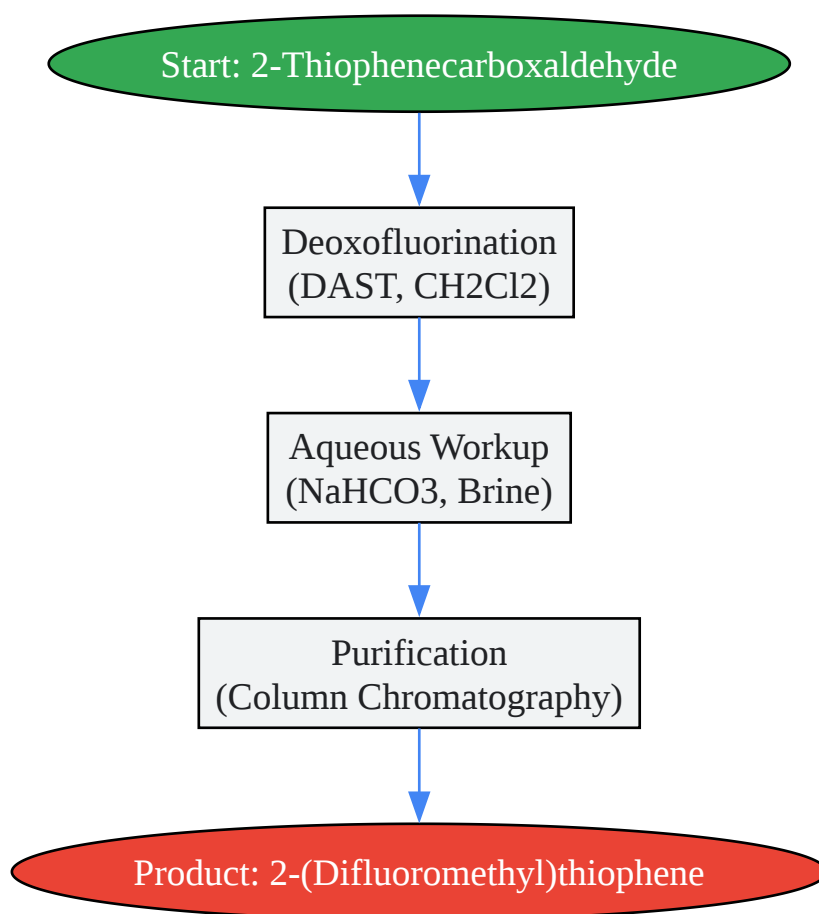 Start: 2-Thiophenecarboxaldehyde
Deoxofluorination
(DAST, CH2Cl2)
Aqueous Workup
(NaHCO3, Brine)
Purification
(Column Chromatography)
Product: 2-(Difluoromethyl)thiophene